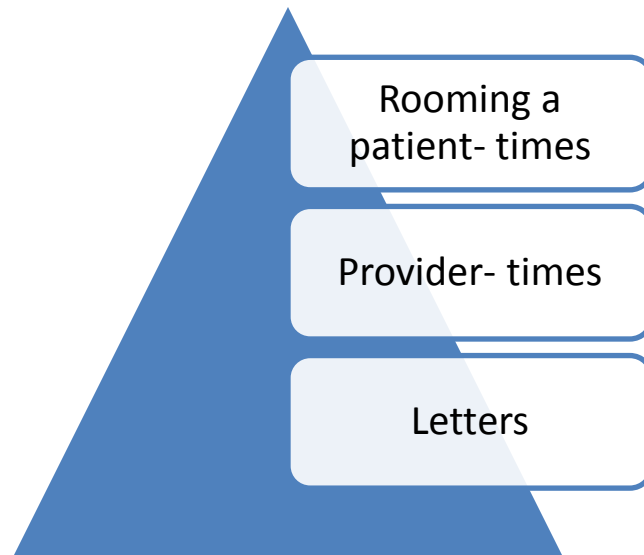 Rooming a
patient- times
Provider- times
Letters